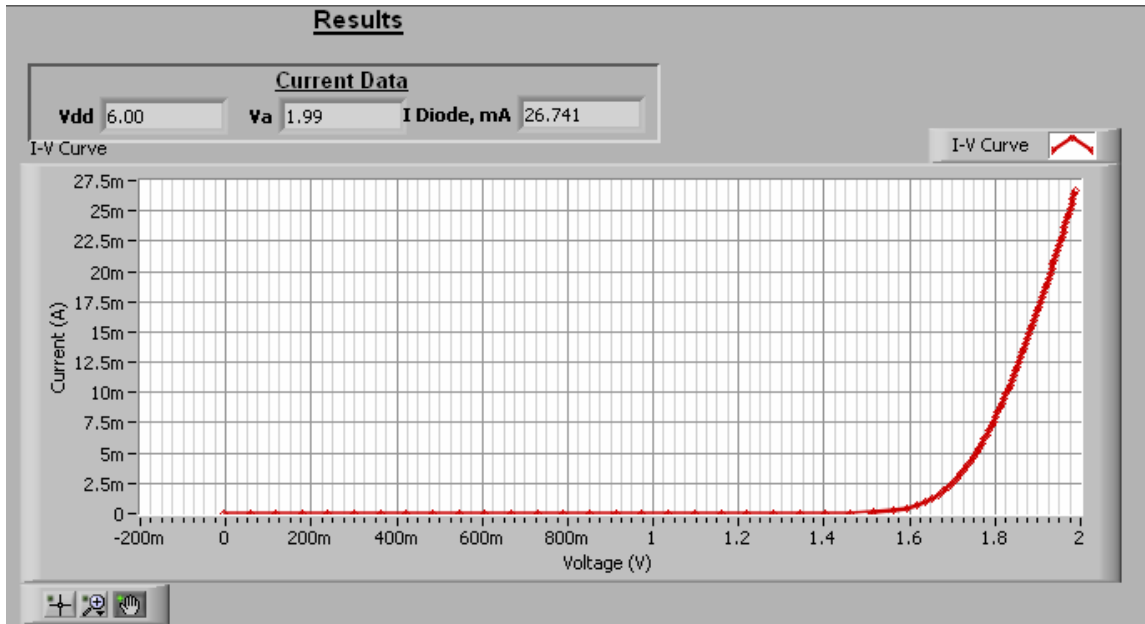 Results
Current Data
Vdd 6.00 Va 1.99 I Diode, mA 26.741
I-V Curve
I-V Curve
27.5m
25m
22.5m
20m
17.5m
15m
12.5m
10m
7.5m
5m
2.5m
0
Current (A)
-200m 0 200m 400m 600m 800m 1 1.2 1.4 1.6 1.8 2
Voltage (V)